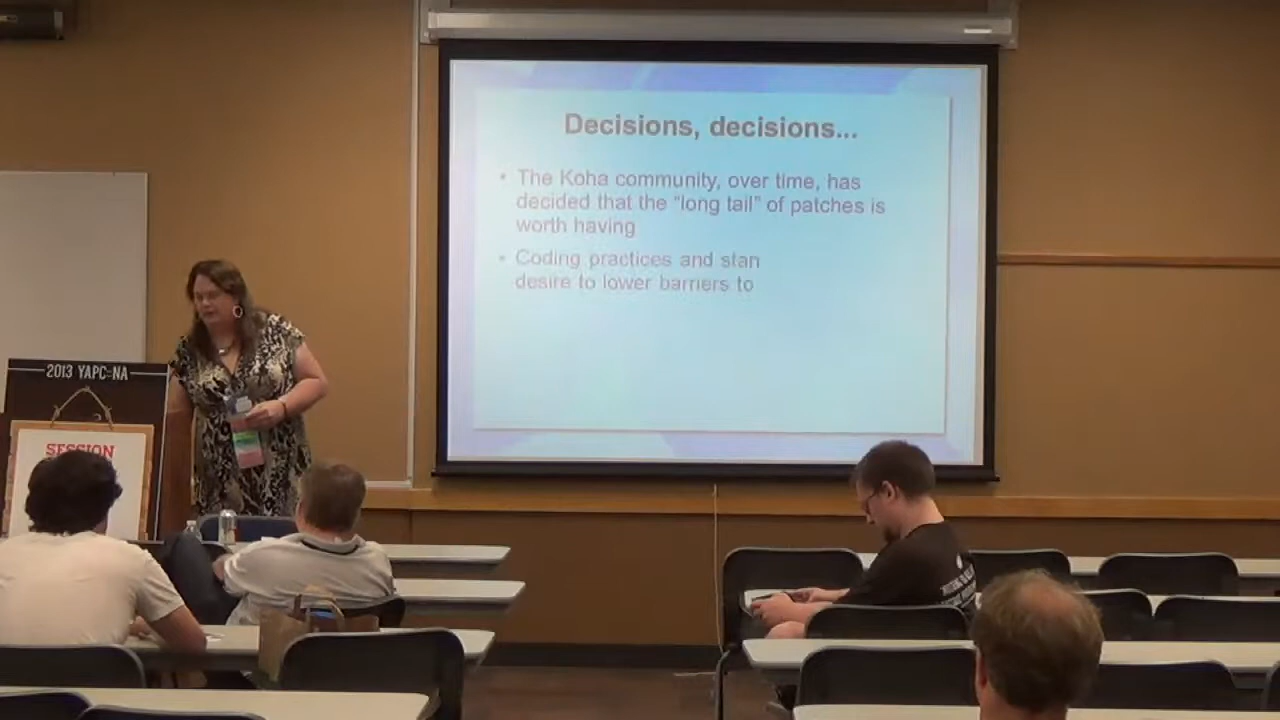 Decisions, decisions...
• The Koha community, over time, has
decided that the “long tail” of patches is
worth having
• Coding practices and stan
desire to lower barriers to
2013 YAPC::NA
SESSION